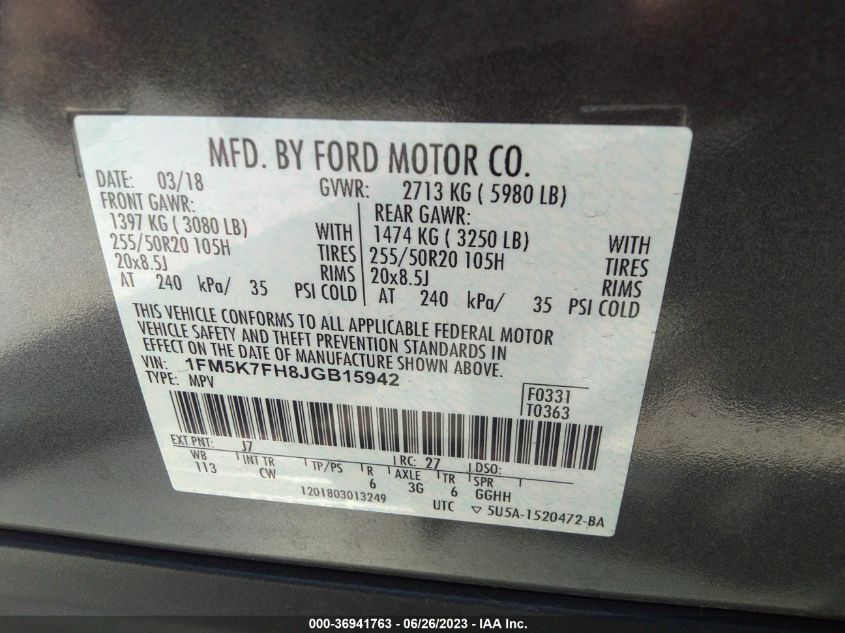 MFD. BY FORD MOTOR CO.
DATE: 03/18 GVWR: 2713 KG ( 5980 LB)
FRONT GAWR: REAR GAWR:
1397 KG ( 3080 LB) WITH 1474 KG ( 3250 LB) WITH
255/50R20 105H TIRES 255/50R20 105H TIRES
20x8.5J RIMS 20x8.5J RIMS
AT 240 kPa/ 35 PSI COLD AT 240 kPa/ 35 PSI COLD
THIS VEHICLE CONFORMS TO ALL APPLICABLE FEDERAL MOTOR
VEHICLE SAFETY AND THEFT PREVENTION STANDARDS IN
EFFECT ON THE DATE OF MANUFACTURE SHOWN ABOVE.
VIN: 1FM5K7FH8JGB15942
TYPE: MPV
F0331
T0363
EXT PNT: J7 RC: 27 DSO:
WB INT TR TP/PS R AXLE TR SPR
113 CW 6 3G 6 GGHH
1201803013249 UTC ▽ 5U5A-1520472-BA
000-36941763 - 06/26/2023 - IAA Inc.